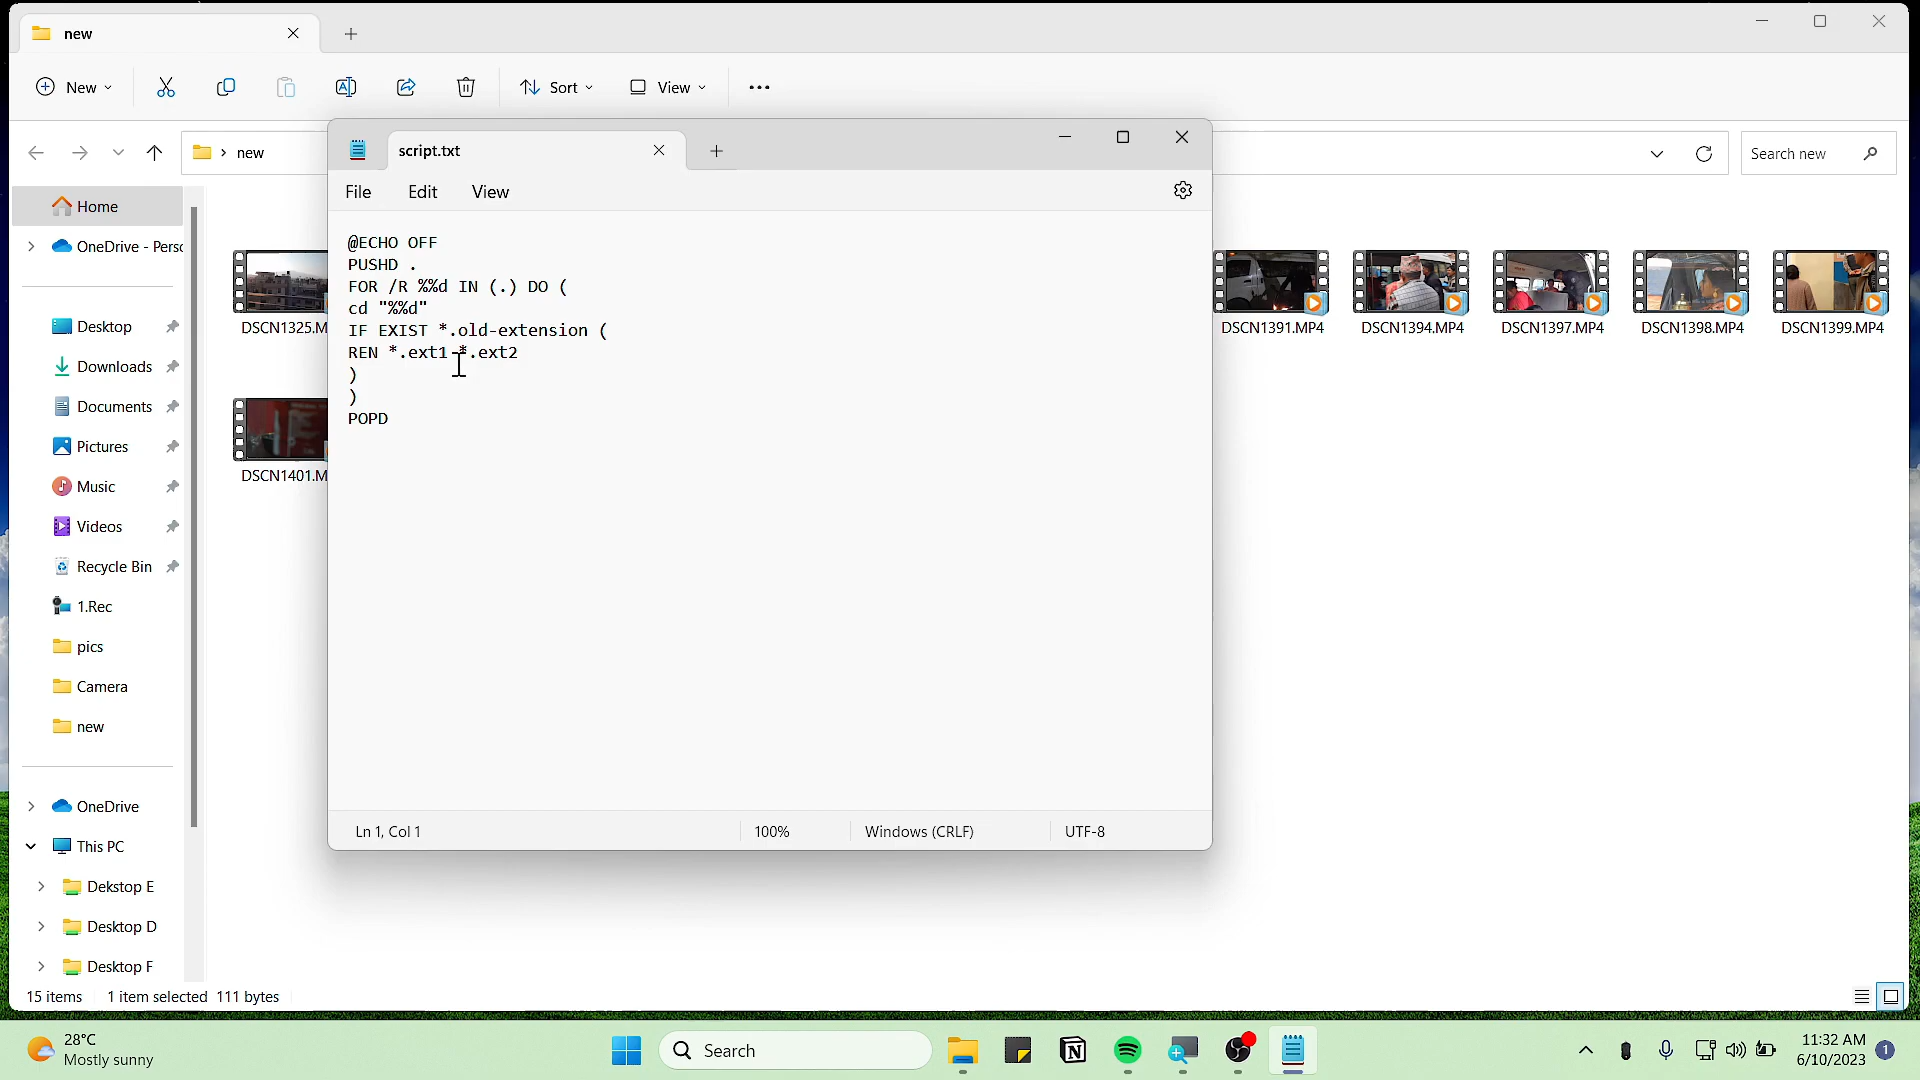 new
New
Sort
View
new
Search new
script.txt
File
Edit
View
@ECHO OFF
PUSHD .
FOR /R %%d IN (.) DO (
cd "%%d"
IF EXIST *.old-extension (
REN *.ext1 *.ext2
)
)
POPD
Ln 1, Col 1
100%
Windows (CRLF)
UTF-8
Home
OneDrive - Perso
Desktop
Downloads
Documents
Pictures
Music
Videos
Recycle Bin
1.Rec
pics
Camera
new
OneDrive
This PC
Dekstop E
Desktop D
Desktop F
DSCN1325.M
DSCN1391.MP4
DSCN1394.MP4
DSCN1397.MP4
DSCN1398.MP4
DSCN1399.MP4
DSCN1401.M
15 items
1 item selected 111 bytes
28°C
Mostly sunny
Search
11:32 AM
6/10/2023
1